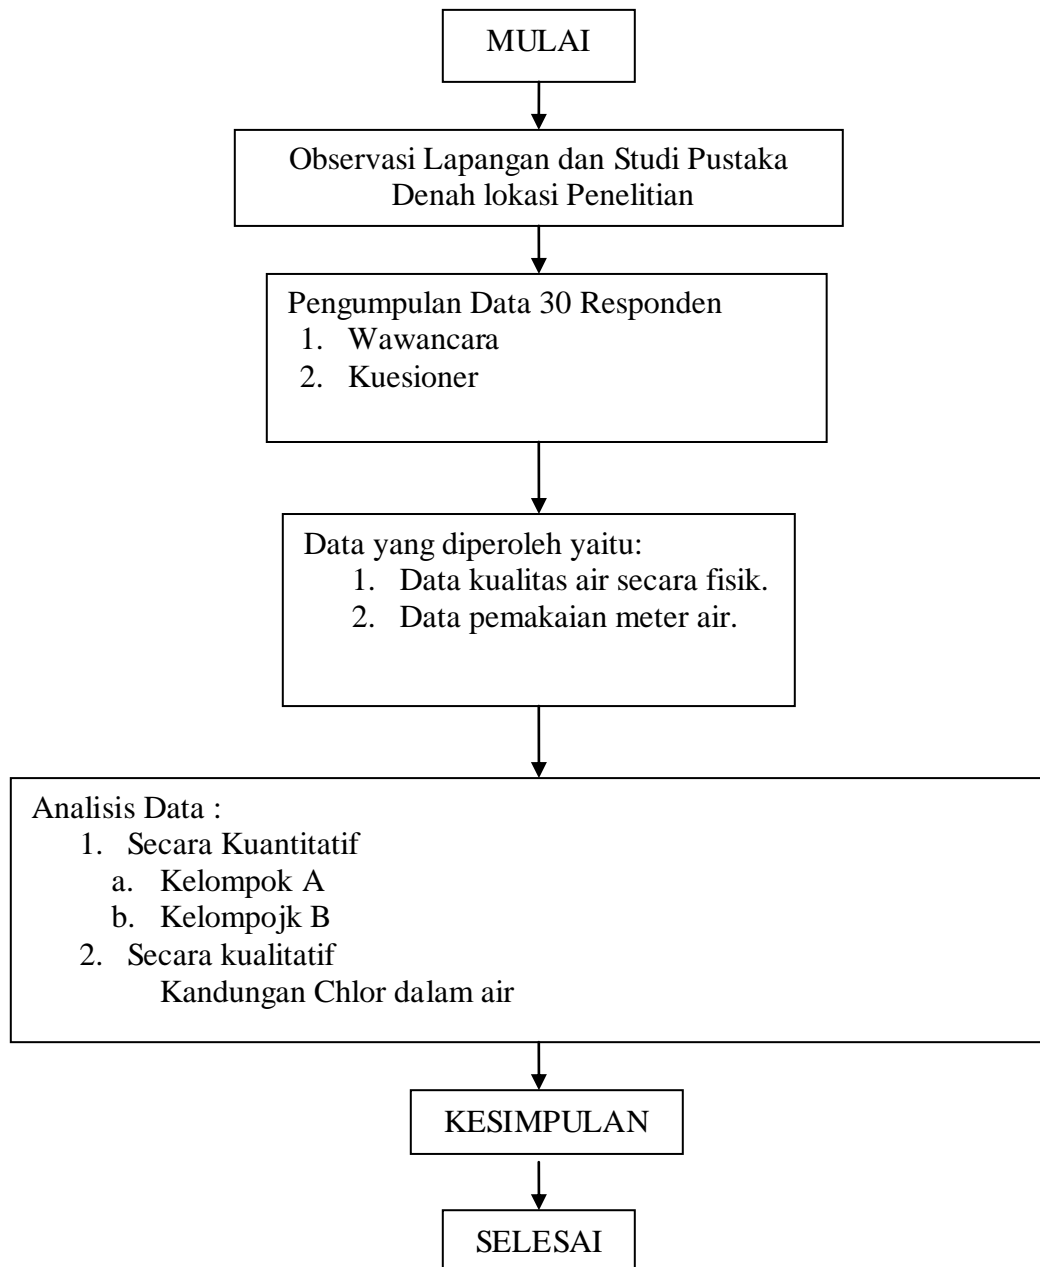 MULAI
Observasi Lapangan dan Studi Pustaka
Denah lokasi Penelitian
Pengumpulan Data 30 Responden
1. Wawancara
2. Kuesioner
Data yang diperoleh yaitu:
1. Data kualitas air secara fisik.
2. Data pemakaian meter air.
Analisis Data :
1. Secara Kuantitatif
a. Kelompok A
b. Kelompojk B
2. Secara kualitatif
Kandungan Chlor dalam air
KESIMPULAN
SELESAI